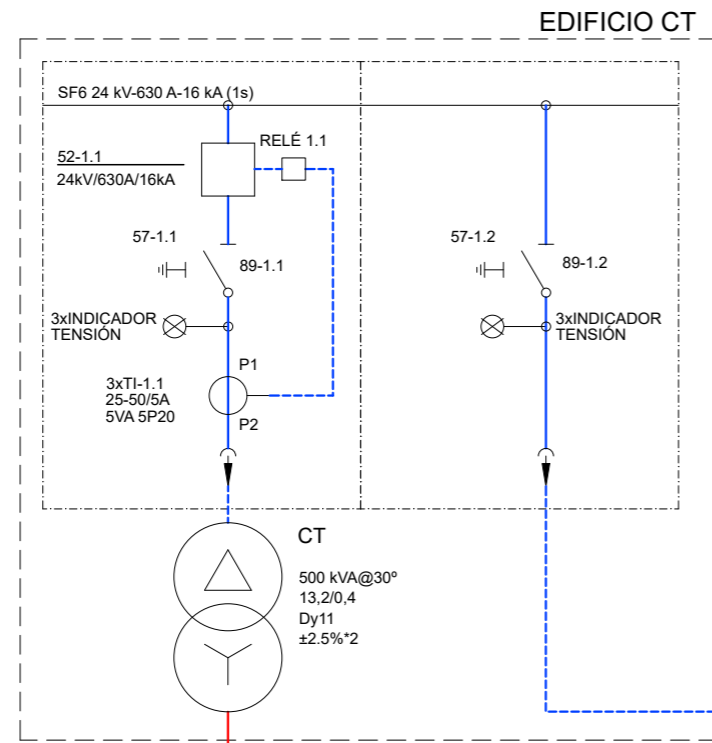 EDIFICIO CT
SF6 24 kV-630 A-16 kA (1s)
52-1.1
24kV/630A/16kA
RELÉ 1.1
57-1.1
89-1.1
3xINDICADOR
TENSIÓN
P1
3xTI-1.1
25-50/5A
5VA 5P20
P2
57-1.2
89-1.2
3xINDICADOR
TENSIÓN
CT
500 kVA@30º
13,2/0,4
Dy11
±2.5%*2